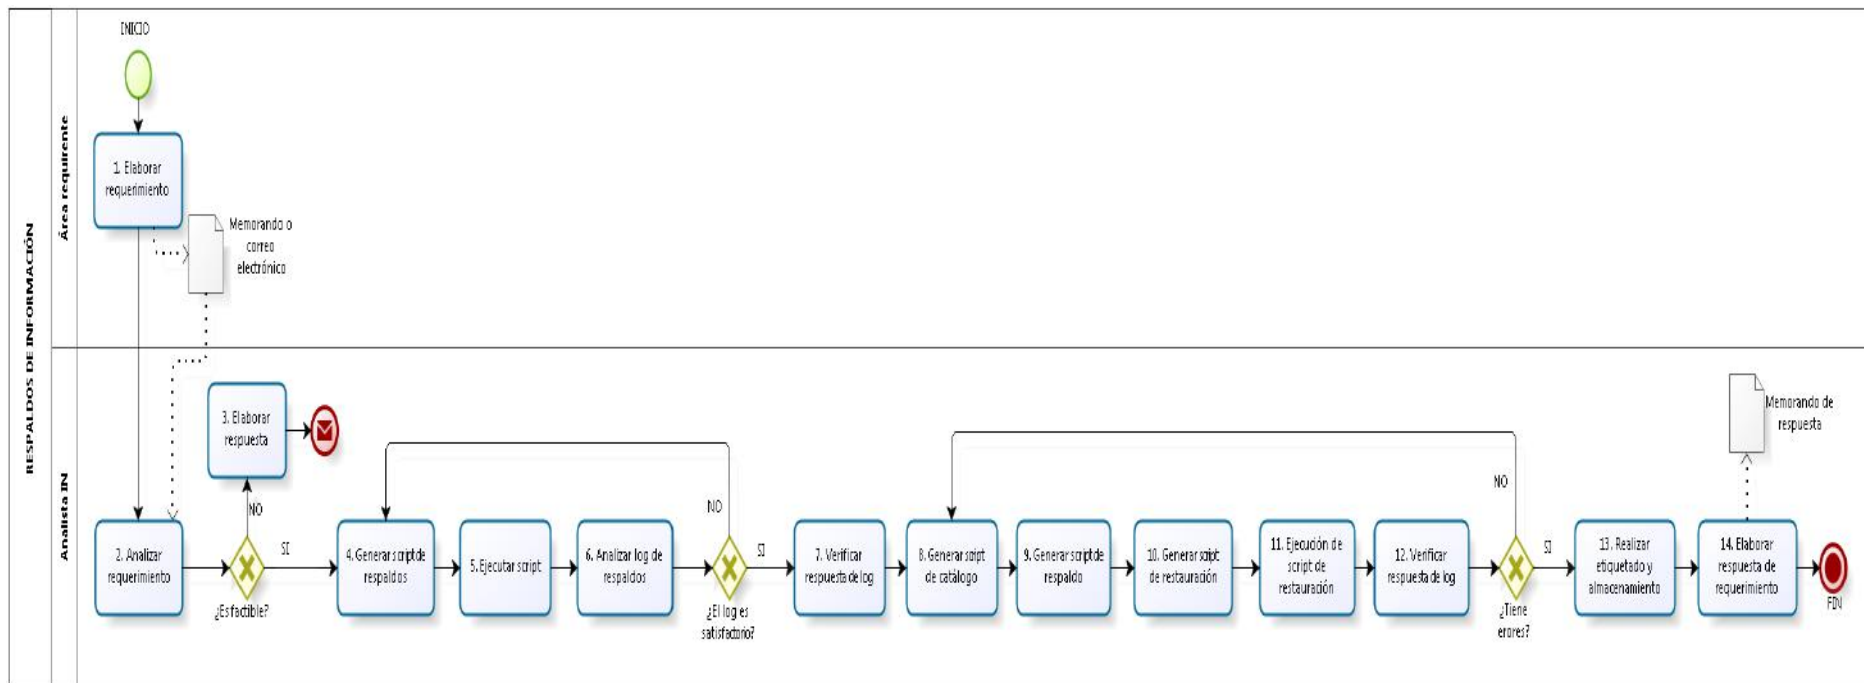 RESPALDOS DE INFORMACIÓN
Área requirente
INICIO
1. Elaborar
requerimiento
Memorando o
correo
electrónico
Analista IN
2. Analizar
requerimiento
¿Es factible?
NO
3. Elaborar
respuesta
SI
4. Generar script de
respaldos
5. Ejecutar script
6. Analizar log de
respaldos
¿El log es
satisfactorio?
NO
SI
7. Verificar
respuesta de log
8. Generar script
de catálogo
9. Generar script de
respaldo
10. Generar script
de restauración
11. Ejecución de
script de
restauración
12. Verificar
respuesta de log
¿Tiene
erores?
NO
SI
13. Realizar
etiquetado y
almacenamiento
14. Elaborar
respuesta de
requerimiento
Memorando de
respuesta
FIN